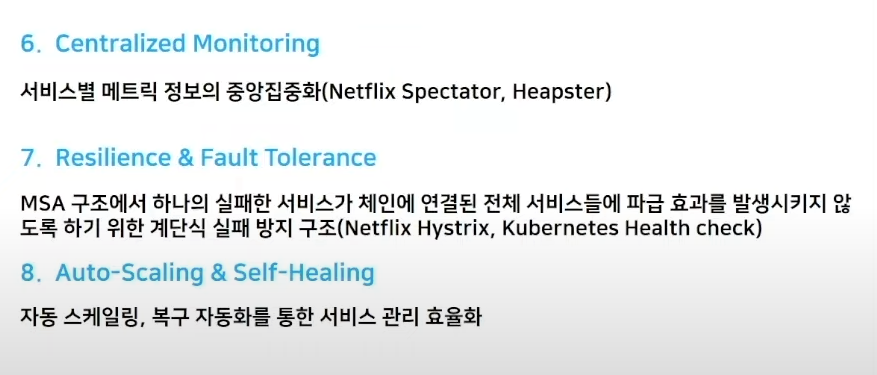 6. Centralized Monitoring
서비스별 메트릭 정보의 중앙집중화(Netflix Spectator, Heapster)
7. Resilience & Fault Tolerance
MSA 구조에서 하나의 실패한 서비스가 체인에 연결된 전체 서비스들에 파급 효과를 발생시키지 않
도록 하기 위한 계단식 실패 방지 구조(Netflix Hystrix, Kubernetes Health check)
8. Auto-Scaling & Self-Healing
자동 스케일링, 복구 자동화를 통한 서비스 관리 효율화